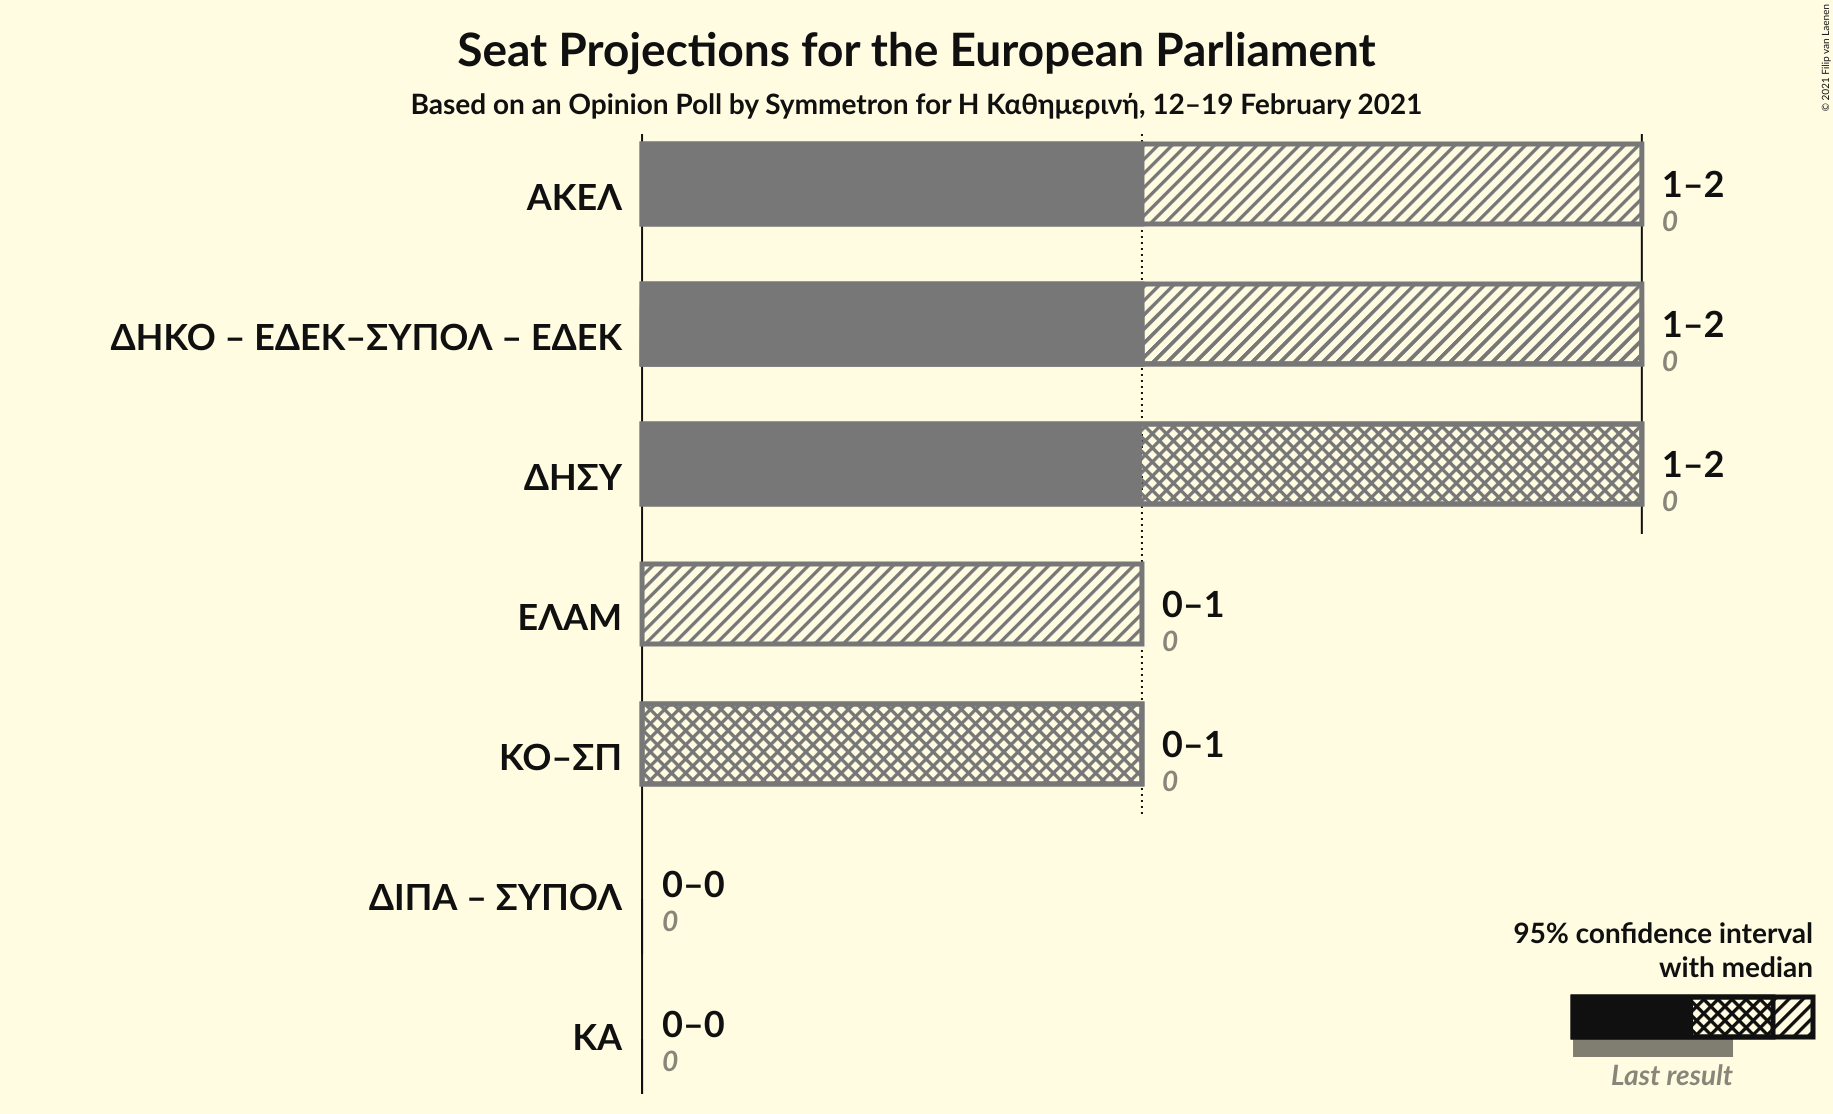 Seat Projections for the European Parliament
Based on an Opinion Poll by Symmetron for Η Καθημερινή, 12–19 February 2021
© 2021 Filip van Laenen
ΑΚΕΛ
1–2
0
ΔΗΚΟ – ΕΔΕΚ–ΣΥΠΟΛ – ΕΔΕΚ
1–2
0
ΔΗΣΥ
1–2
0
ΕΛΑΜ
0–1
0
ΚΟ–ΣΠ
0–1
0
ΔΙΠΑ – ΣΥΠΟΛ
0–0
0
ΚΑ
0–0
0
95% confidence interval
with median
Last result